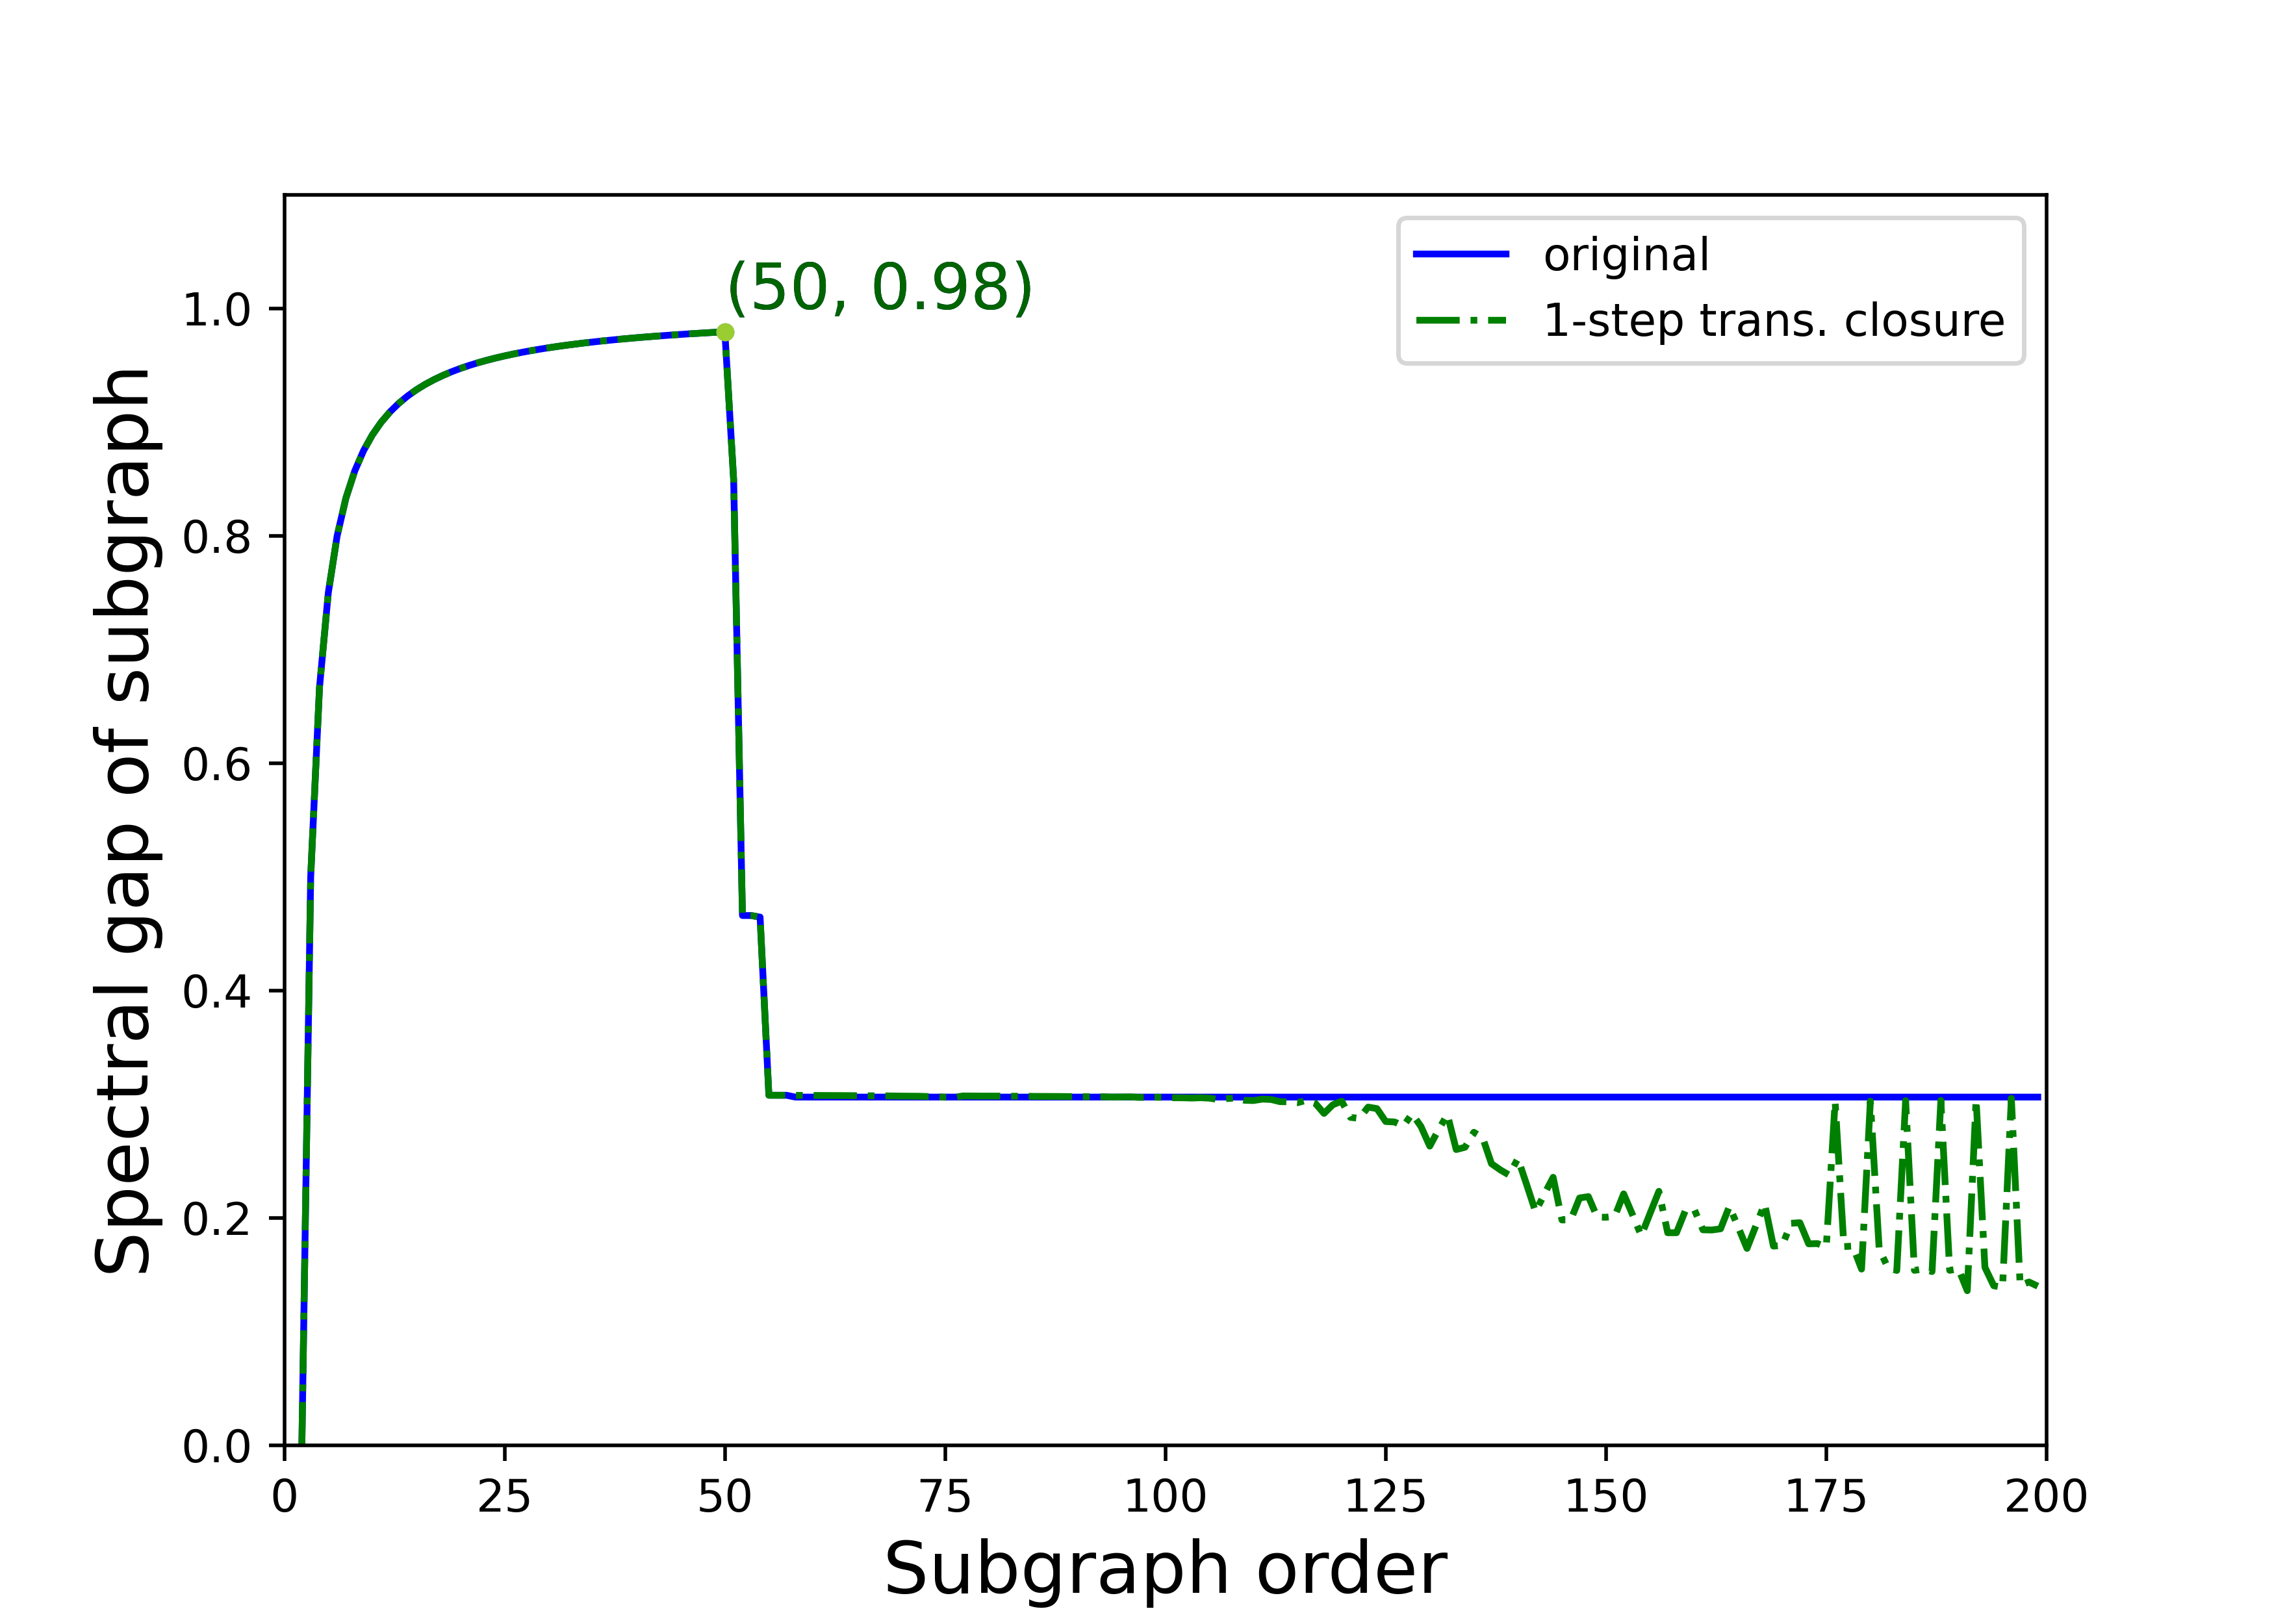 (50, 0.98)
original
1-step trans. closure
Spectral gap of subgraph
1.0
0.8
0.6
0.4
0.2
0.0
0 25 50 75 100 125 150 175 200
Subgraph order